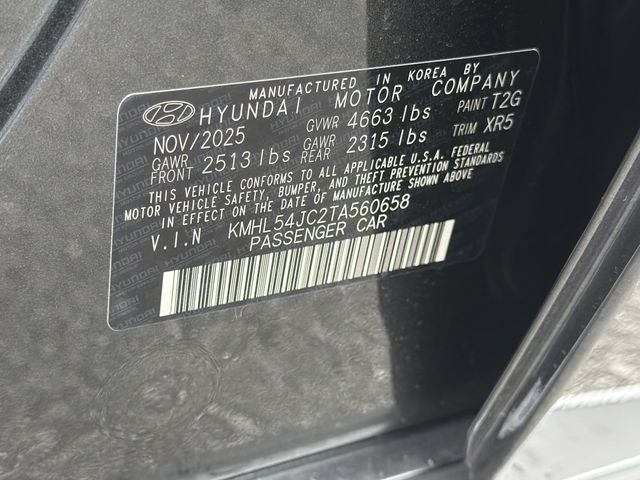 MANUFACTURED IN KOREA BY
HYUNDAI MOTOR COMPANY
NOV/2025 GVWR 4663 lbs PAINT T2G
GAWR FRONT 2513 lbs GAWR REAR 2315 lbs TRIM XR5
THIS VEHICLE CONFORMS TO ALL APPLICABLE U.S.A. FEDERAL
MOTOR VEHICLE SAFETY, BUMPER, AND THEFT PREVENTION STANDARDS
IN EFFECT ON THE DATE OF MANUFACTURE SHOWN ABOVE
V.I.N KMHL54JC2TA560658
PASSENGER CAR